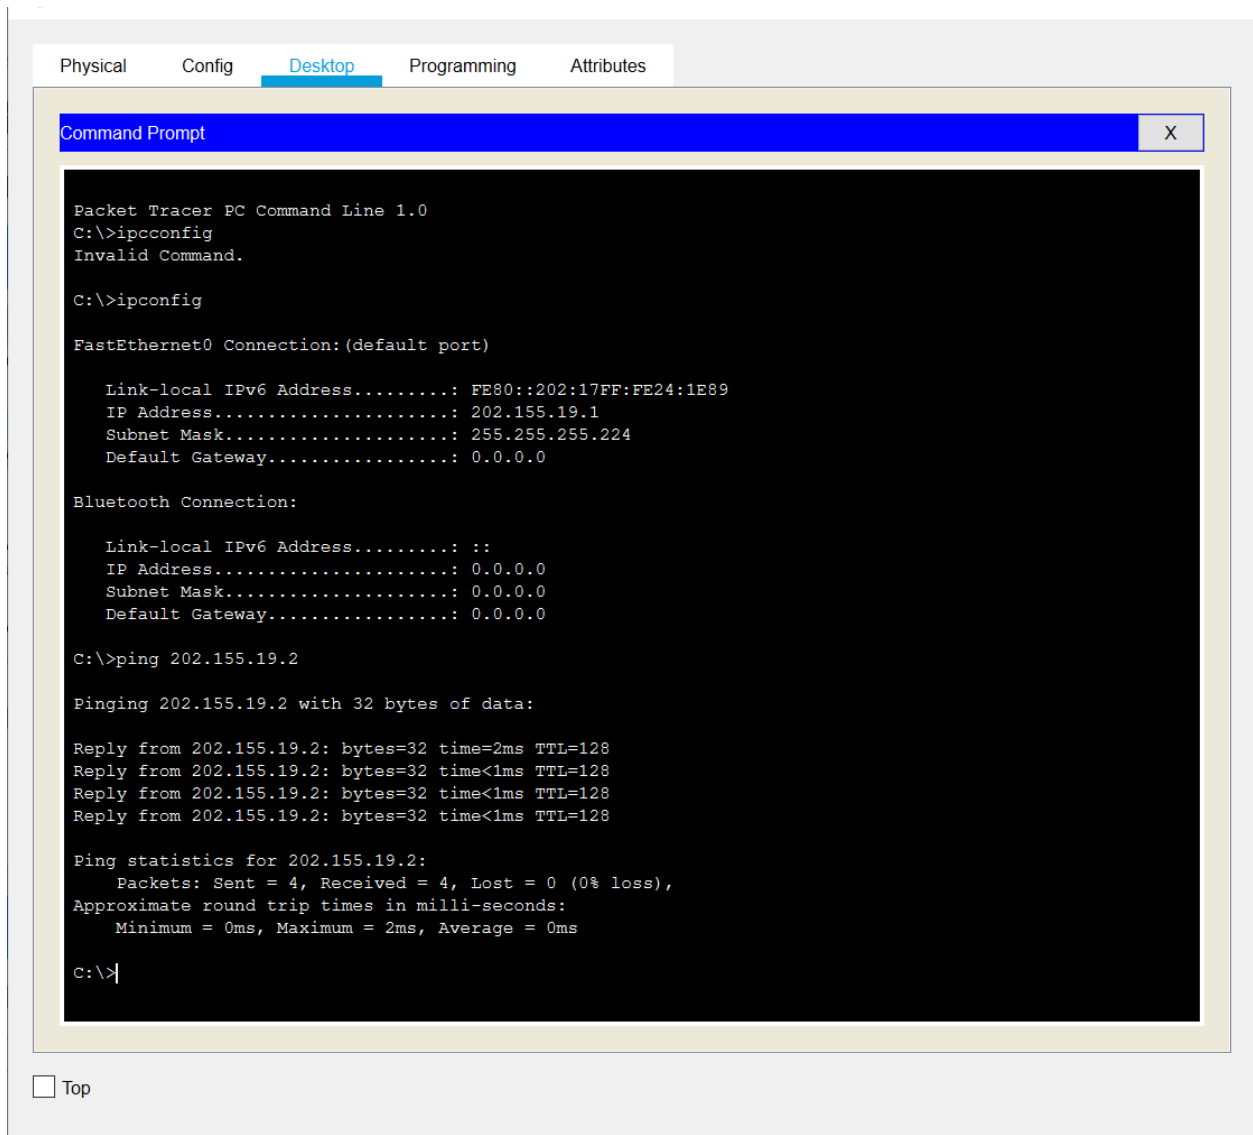 Physical Config Desktop Programming Attributes
Command Prompt X
Packet Tracer PC Command Line 1.0
C:\>ipcconfig
Invalid Command.
C:\>ipconfig
FastEthernet0 Connection:(default port)
Link-local IPv6 Address.........: FE80::202:17FF:FE24:1E89
IP Address......................: 202.155.19.1
Subnet Mask.....................: 255.255.255.224
Default Gateway.................: 0.0.0.0
Bluetooth Connection:
Link-local IPv6 Address.........: ::
IP Address......................: 0.0.0.0
Subnet Mask.....................: 0.0.0.0
Default Gateway.................: 0.0.0.0
C:\>ping 202.155.19.2
Pinging 202.155.19.2 with 32 bytes of data:
Reply from 202.155.19.2: bytes=32 time=2ms TTL=128
Reply from 202.155.19.2: bytes=32 time<1ms TTL=128
Reply from 202.155.19.2: bytes=32 time<1ms TTL=128
Reply from 202.155.19.2: bytes=32 time<1ms TTL=128
Ping statistics for 202.155.19.2:
Packets: Sent = 4, Received = 4, Lost = 0 (0% loss),
Approximate round trip times in milli-seconds:
Minimum = 0ms, Maximum = 2ms, Average = 0ms
C:\>
Top